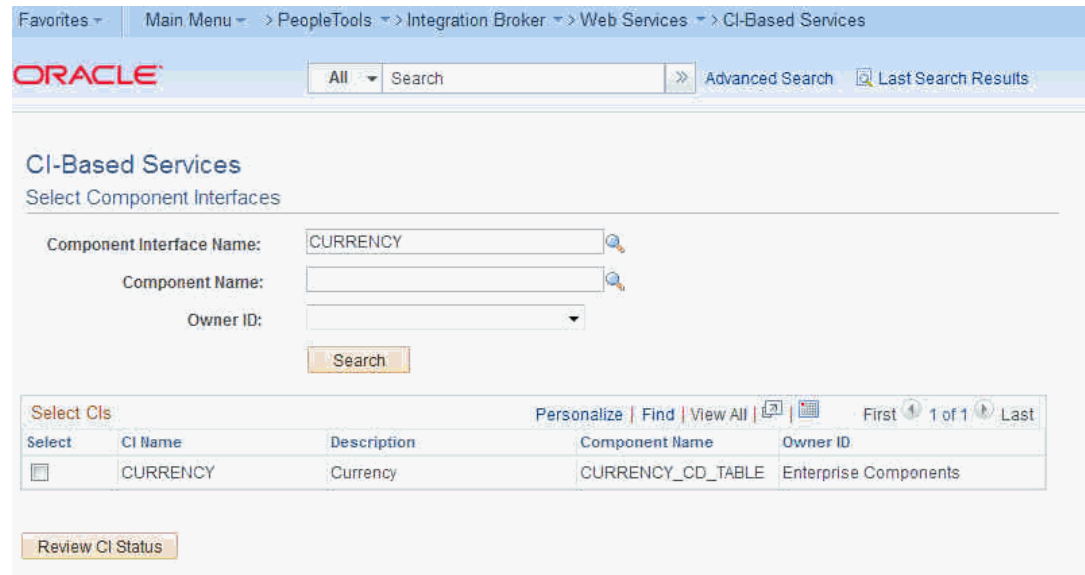 Favorites Main Menu > PeopleTools > Integration Broker > Web Services > CI-Based Services
ORACLE All Search » Advanced Search Last Search Results
CI-Based Services
Select Component Interfaces
Component Interface Name: CURRENCY
Component Name:
Owner ID:
Search
Select CIs Personalize | Find | View All | | First 1 of 1 Last
Select CI Name Description Component Name Owner ID
CURRENCY Currency CURRENCY_CD_TABLE Enterprise Components
Review CI Status